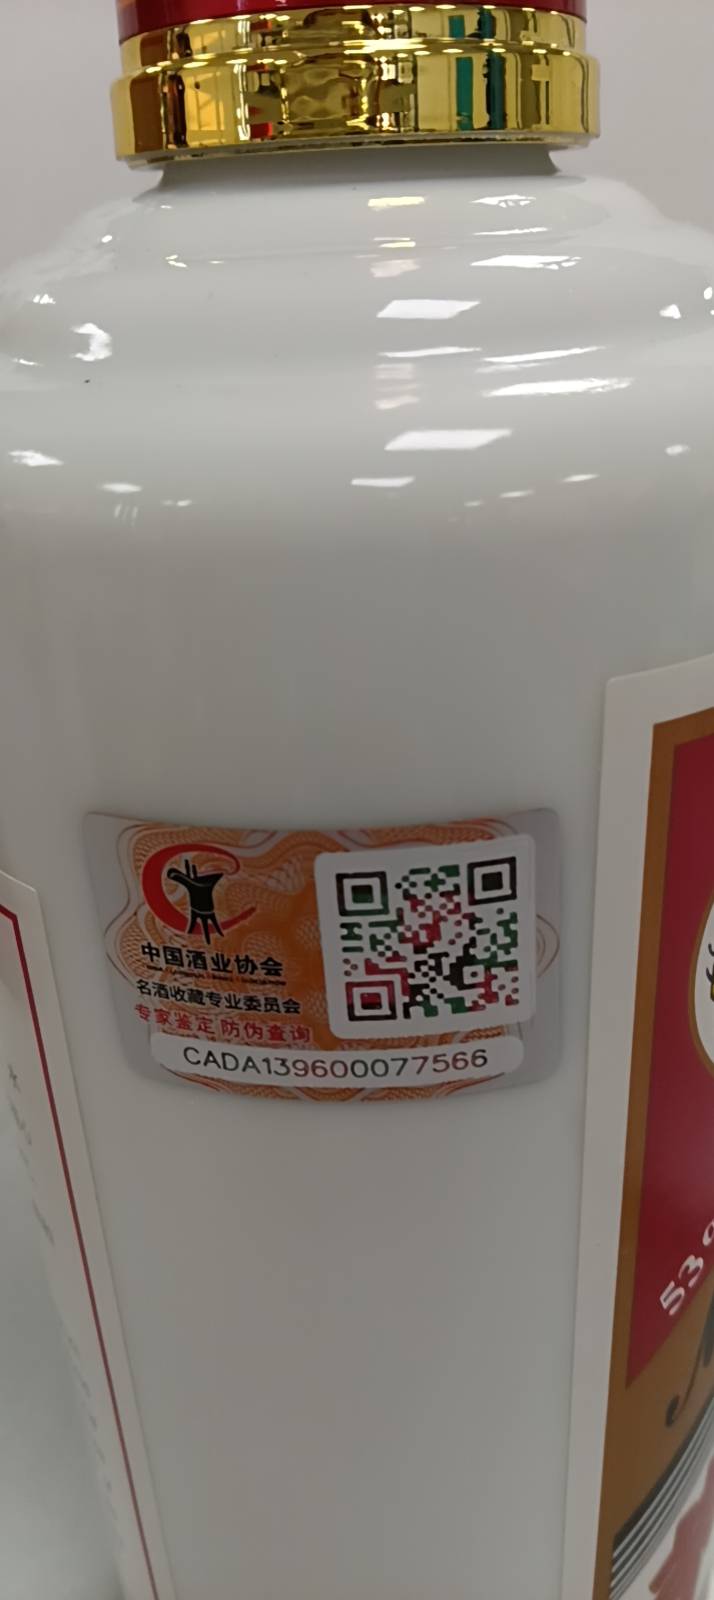 中国酒业协会
名酒收藏专业委员会
专家鉴定 防伪查询
CADA139600077566
53°